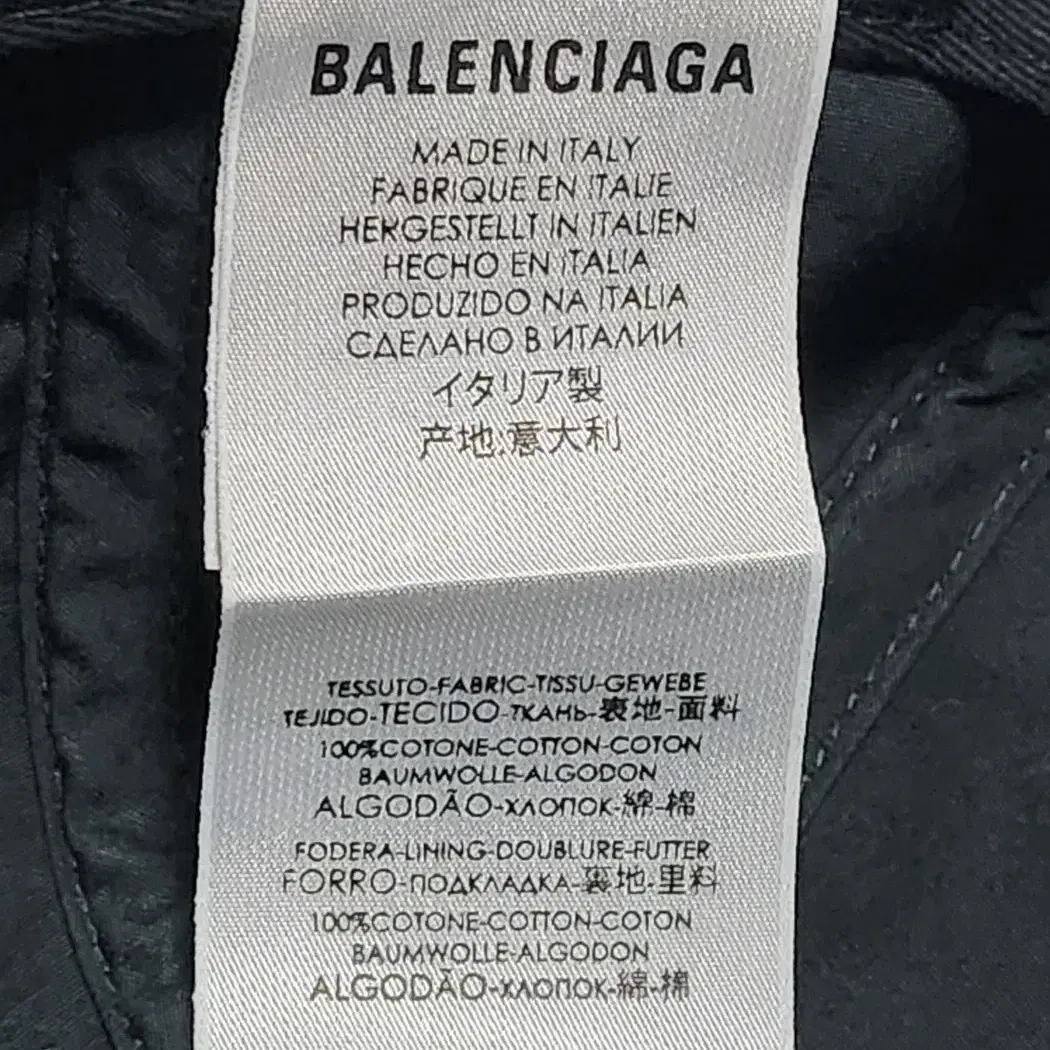 BALENCIAGA
MADE IN ITALY
FABRIQUE EN ITALIE
HERGESTELLT IN ITALIEN
HECHO EN ITALIA
PRODUZIDO NA ITALIA
СДЕЛАНО В ИТАЛИИ
イタリア製
产地:意大利
TESSUTO-FABRIC-TISSU-GEWEBE
TEJIDO-TECIDO-ТКАНЬ-裏地-面料
100%COTONE-COTTON-COTON
BAUMWOLLE-ALGODON
ALGODÃO-ХЛОПОК-綿-棉
FODERA-LINING-DOUBLURE-FUTTER
FORRO-ПОДКЛАДКА-裏地-里料
100%COTONE-COTTON-COTON
BAUMWOLLE-ALGODON
ALGODÃO-ХЛОПОК-綿-棉